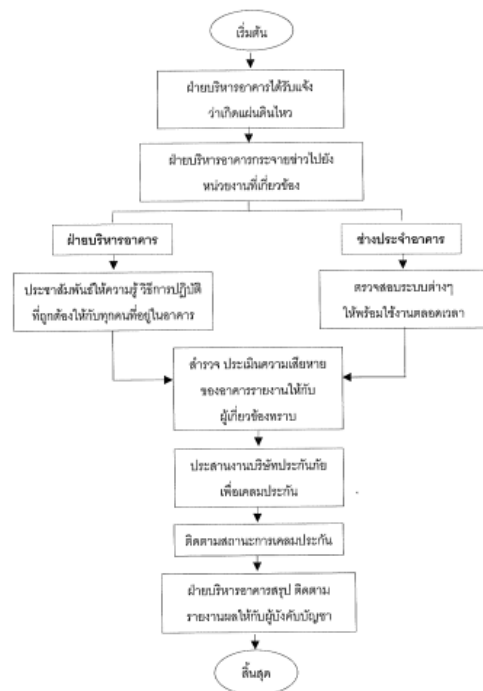 เริ่มต้น
ฝ่ายบริหารอาคารได้รับแจ้ง
ว่าเกิดแผ่นดินไหว
ฝ่ายบริหารอาคารกระจายข่าวไปยัง
หน่วยงานที่เกี่ยวข้อง
ฝ่ายบริหารอาคาร
ช่างประจำอาคาร
ประชาสัมพันธ์ให้ความรู้ วิธีการปฏิบัติ
ที่ถูกต้องให้กับทุกคนที่อยู่ในอาคาร
ตรวจสอบระบบต่างๆ
ให้พร้อมใช้งานตลอดเวลา
สำรวจ ประเมินความเสียหาย
ของอาคารรายงานให้กับ
ผู้เกี่ยวข้องทราบ
ประสานงานบริษัทประกันภัย
เพื่อเคลมประกัน
ติดตามสถานะการเคลมประกัน
ฝ่ายบริหารอาคารสรุป ติดตาม
รายงานผลให้กับผู้บังคับบัญชา
สิ้นสุด